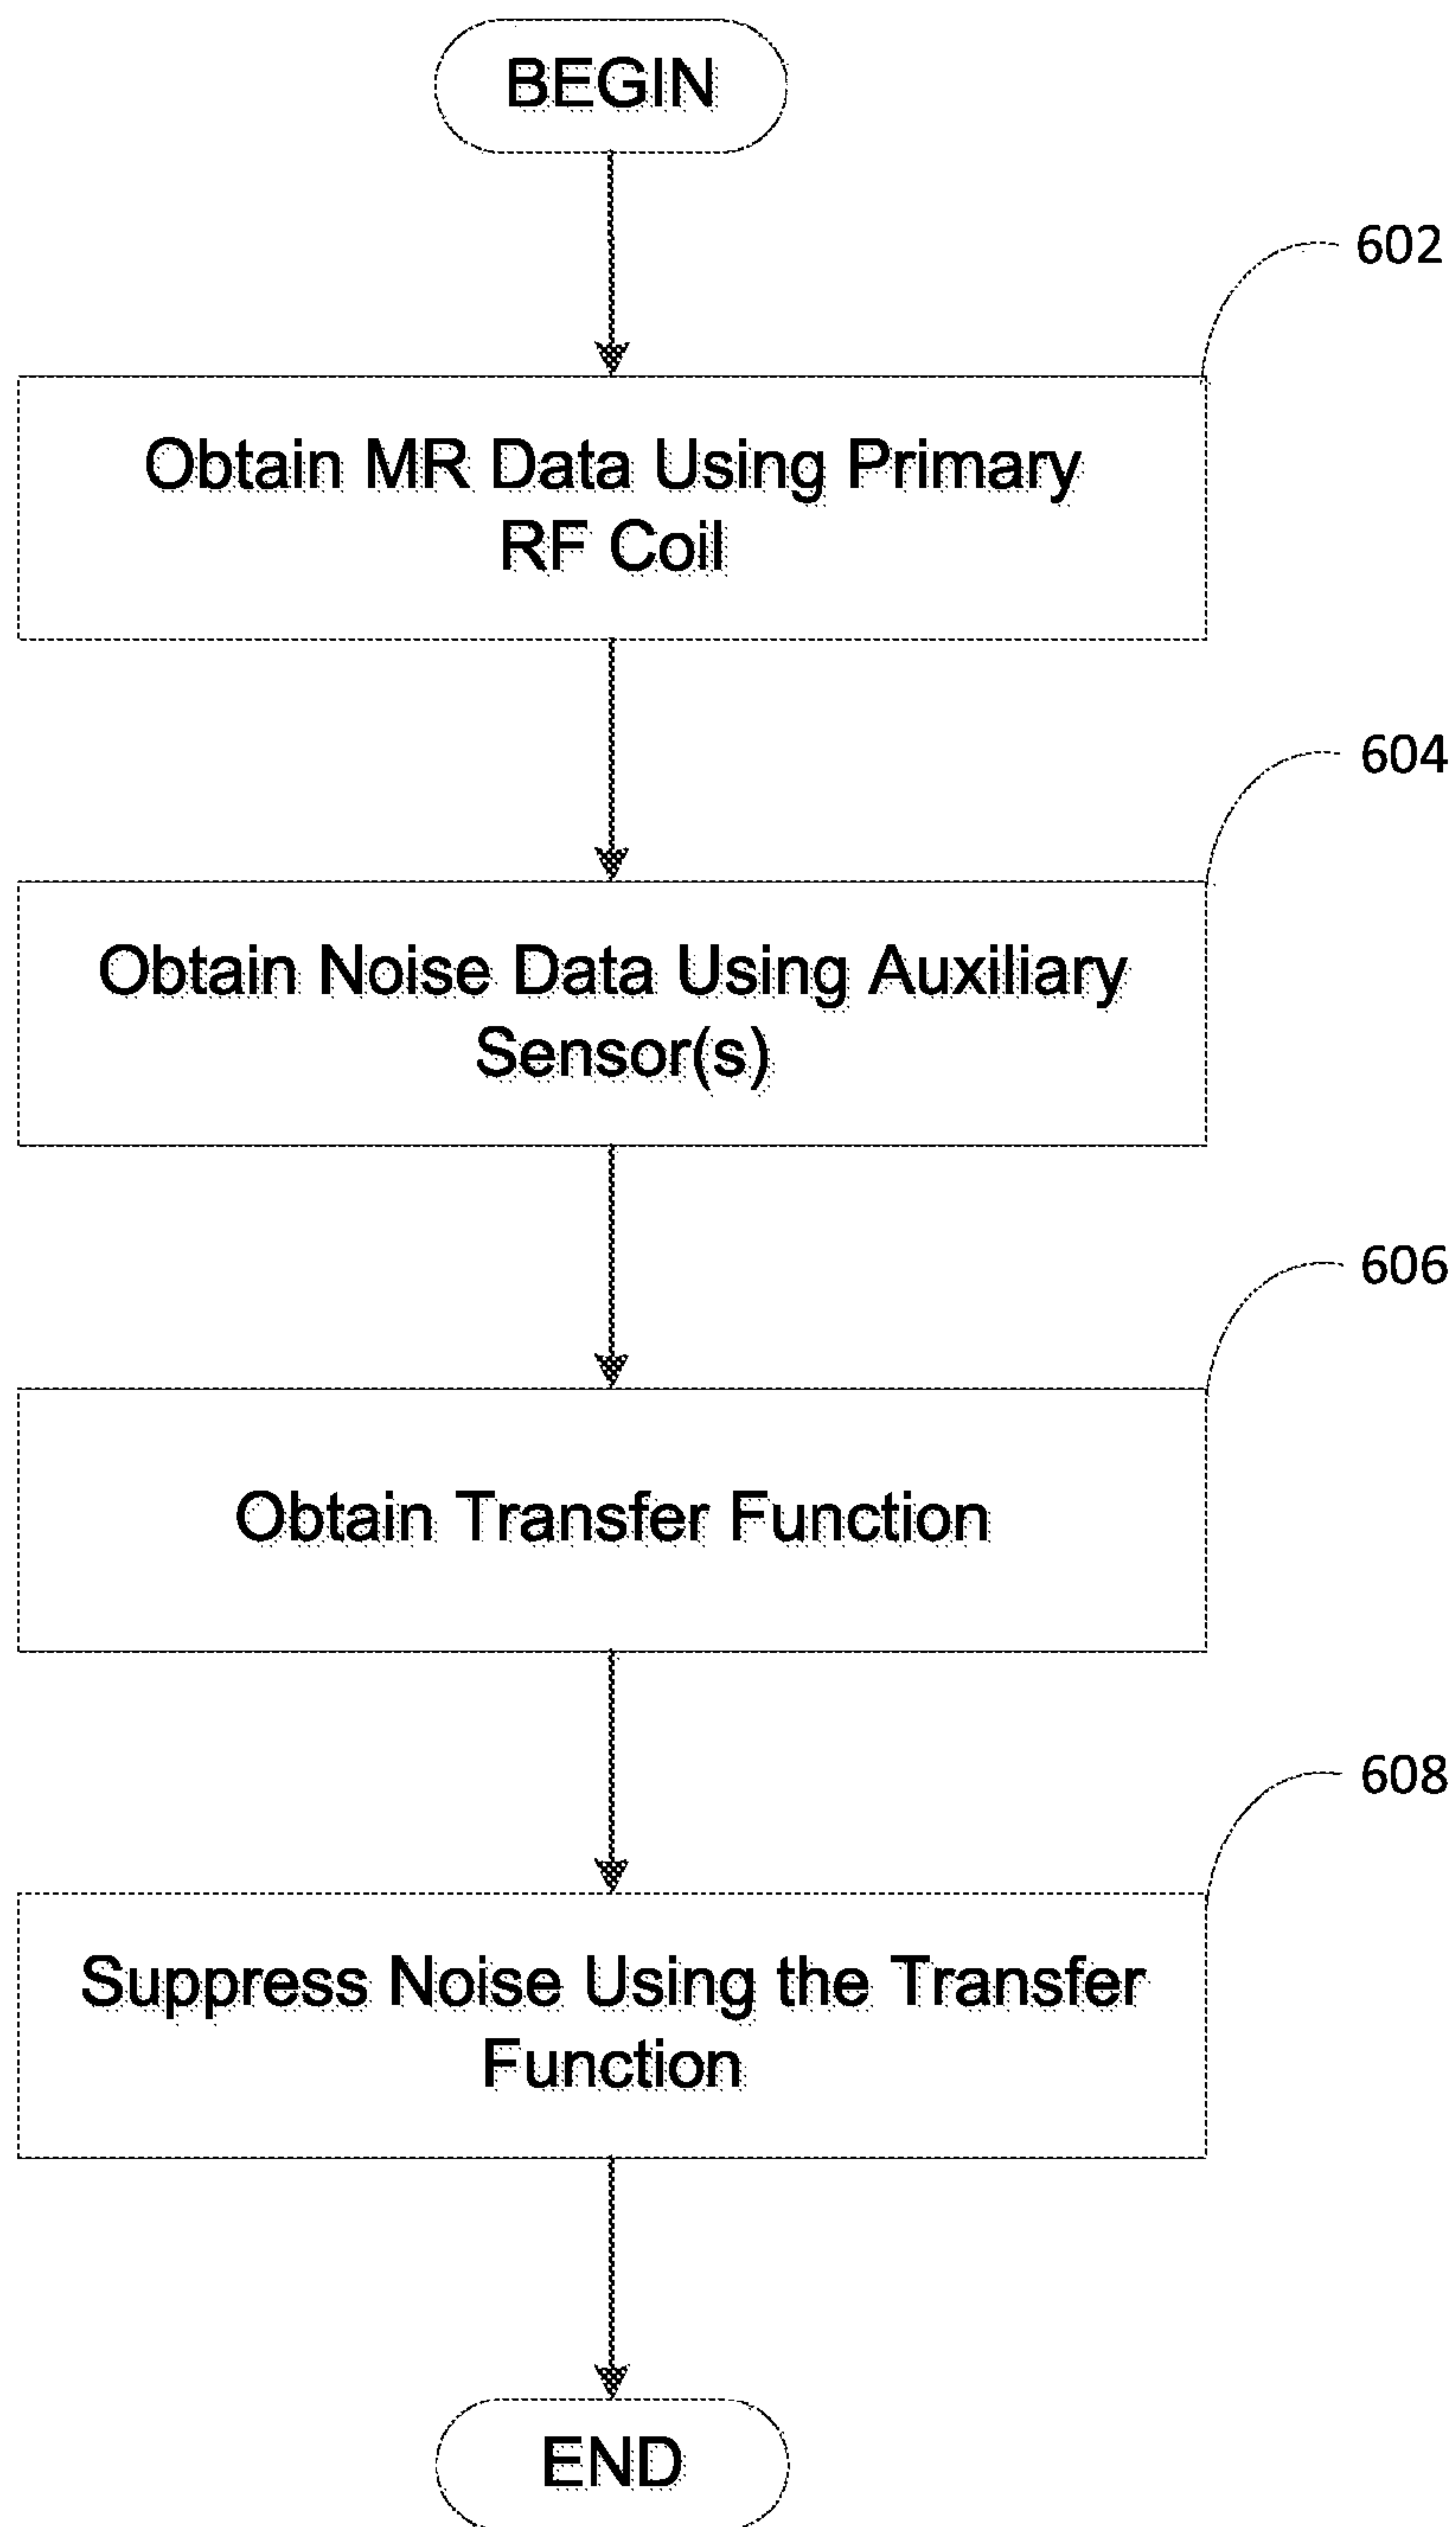 BEGIN
602
Obtain MR Data Using Primary
RF Coil
604
Obtain Noise Data Using Auxiliary
Sensor(s)
606
Obtain Transfer Function
608
Suppress Noise Using the Transfer
Function
END